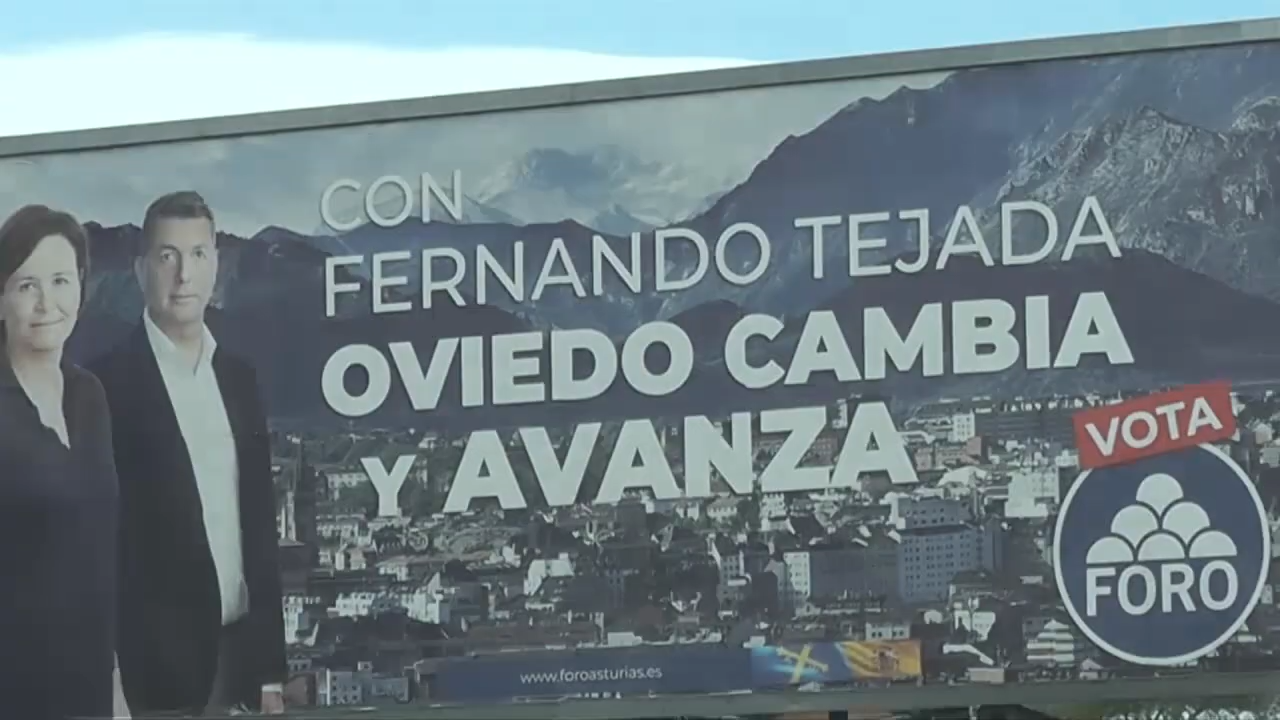 CON
FERNANDO TEJADA
OVIEDO CAMBIA
Y AVANZA
VOTA
FORO
www.foroasturias.es